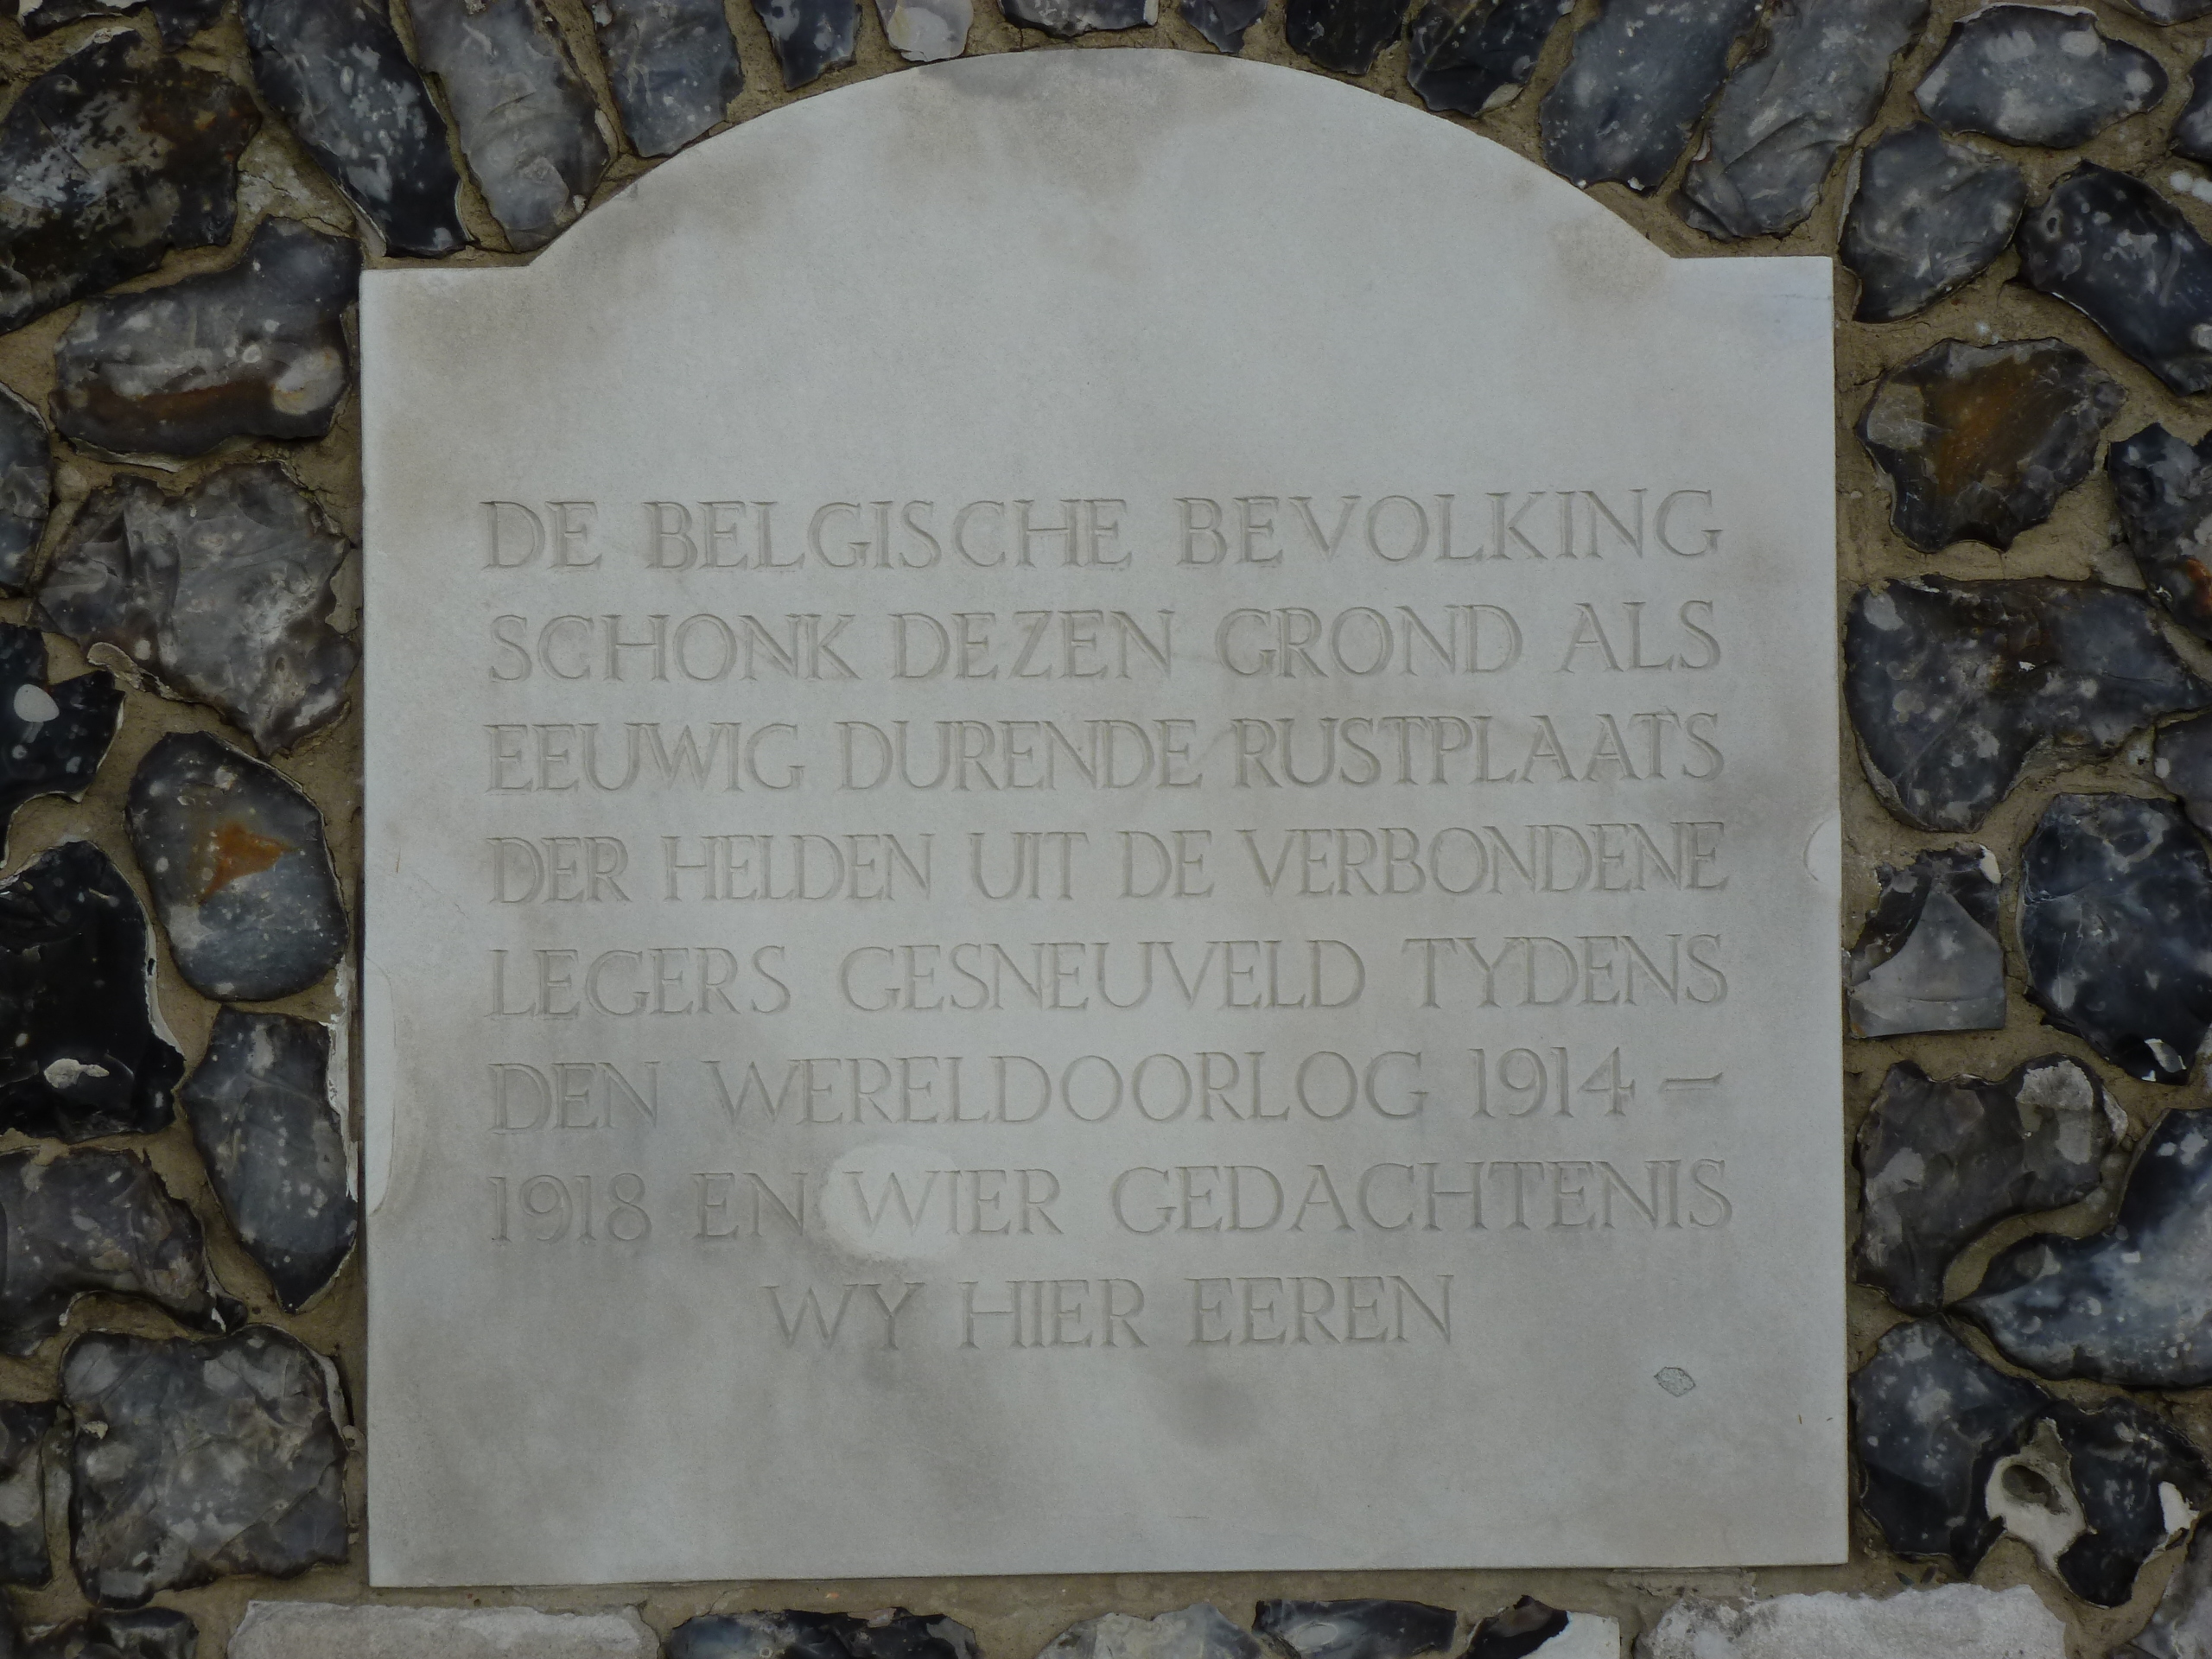 DE BELGISCHE BEVOLKING
SCHONK DEZEN GROND ALS
EEUWIG DURENDE RUSTPLAATS
DER HELDEN UIT DE VERBONDENE
LEGERS GESNEUVELD TYDENS
DEN WERELDOORLOG 1914 –
1918 EN WIER GEDACHTENIS
WY HIER EEREN